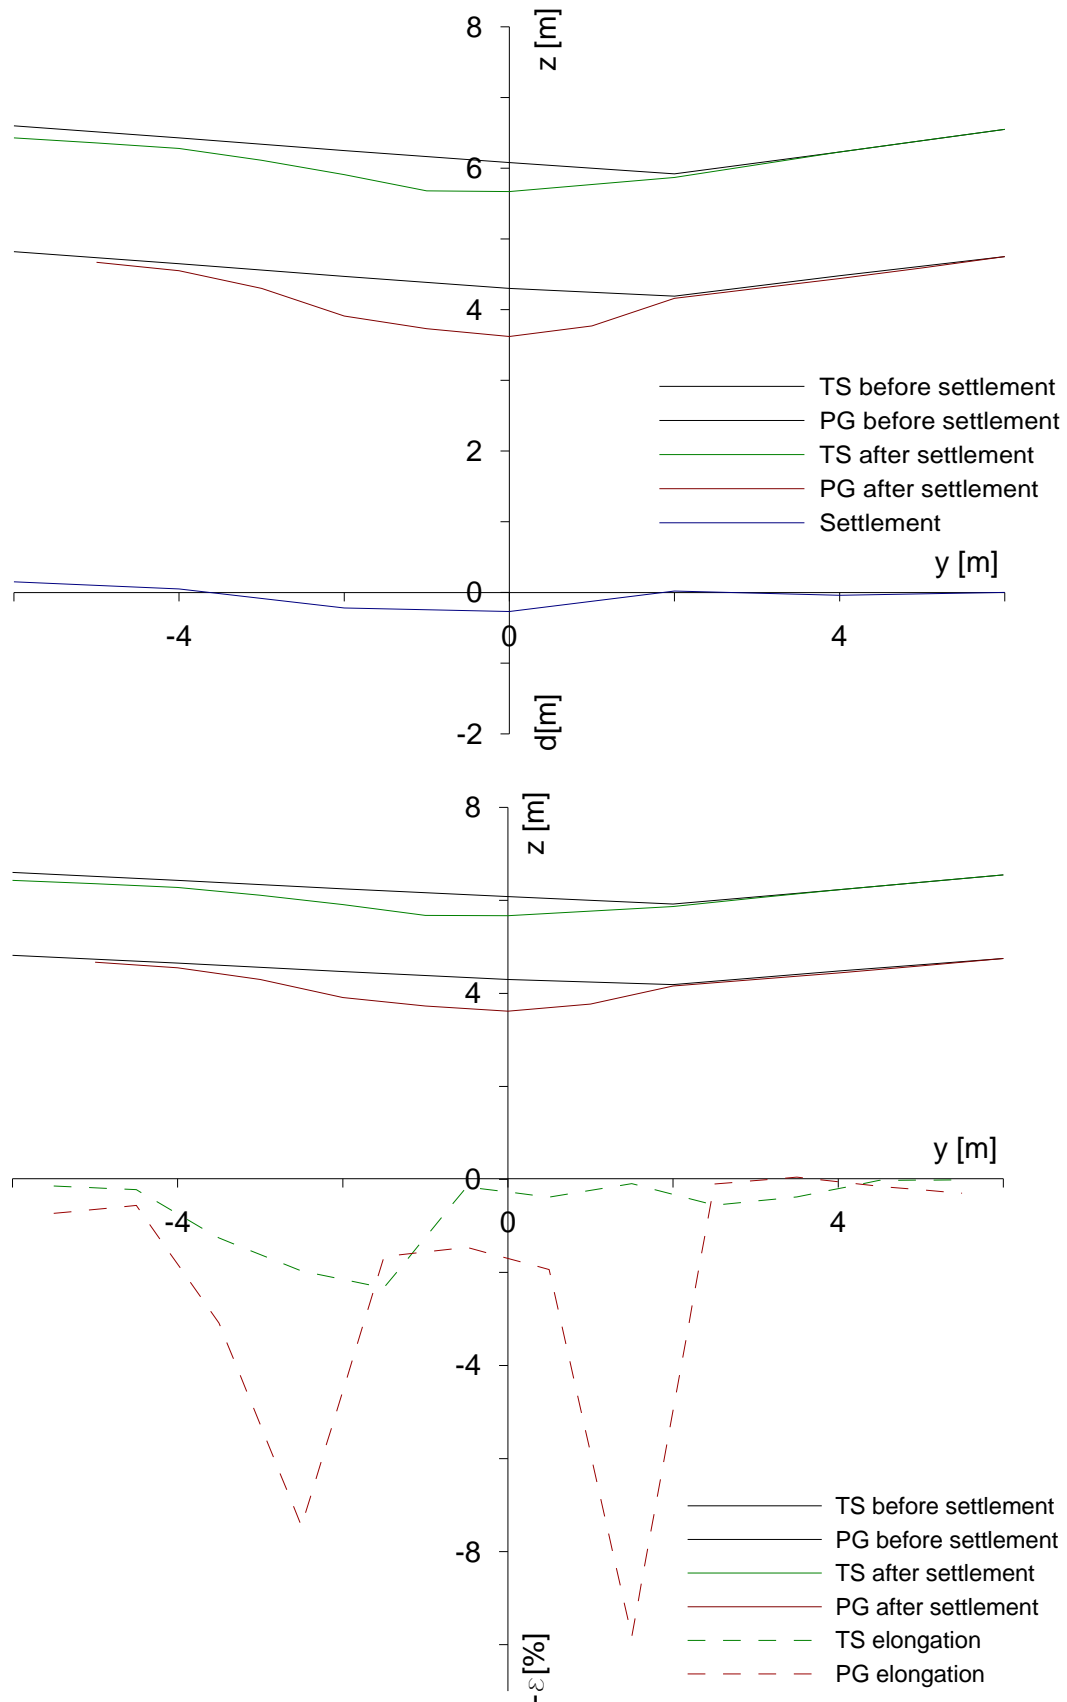 8
z [m]
6
4
TS before settlement
PG before settlement
2
TS after settlement
PG after settlement
Settlement
y [m]
0
-4
0
4
-2
d[m]
8
z [m]
4
y [m]
0
-4
0
4
-4
-8
TS before settlement
PG before settlement
TS after settlement
PG after settlement
TS elongation
PG elongation
-ε[%]